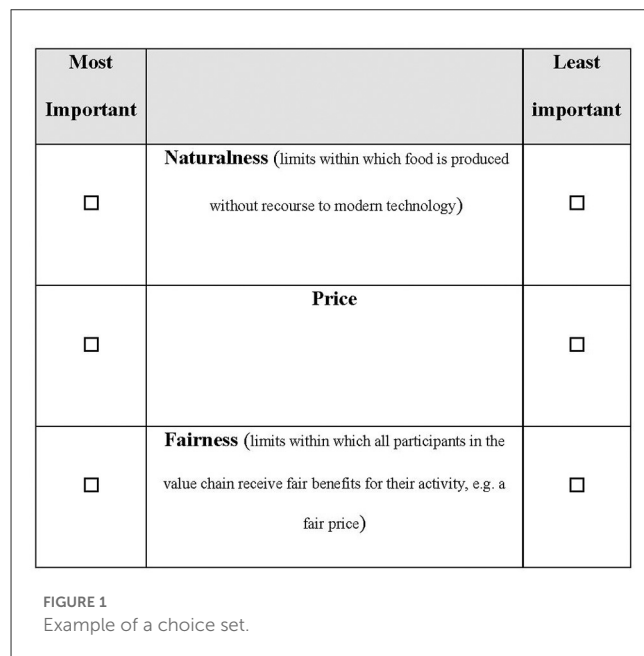 Most
Important
Least
important
Naturalness (limits within which food is produced
without recourse to modern technology)
Price
Fairness (limits within which all participants in the
value chain receive fair benefits for their activity, e.g. a
fair price)
FIGURE 1
Example of a choice set.